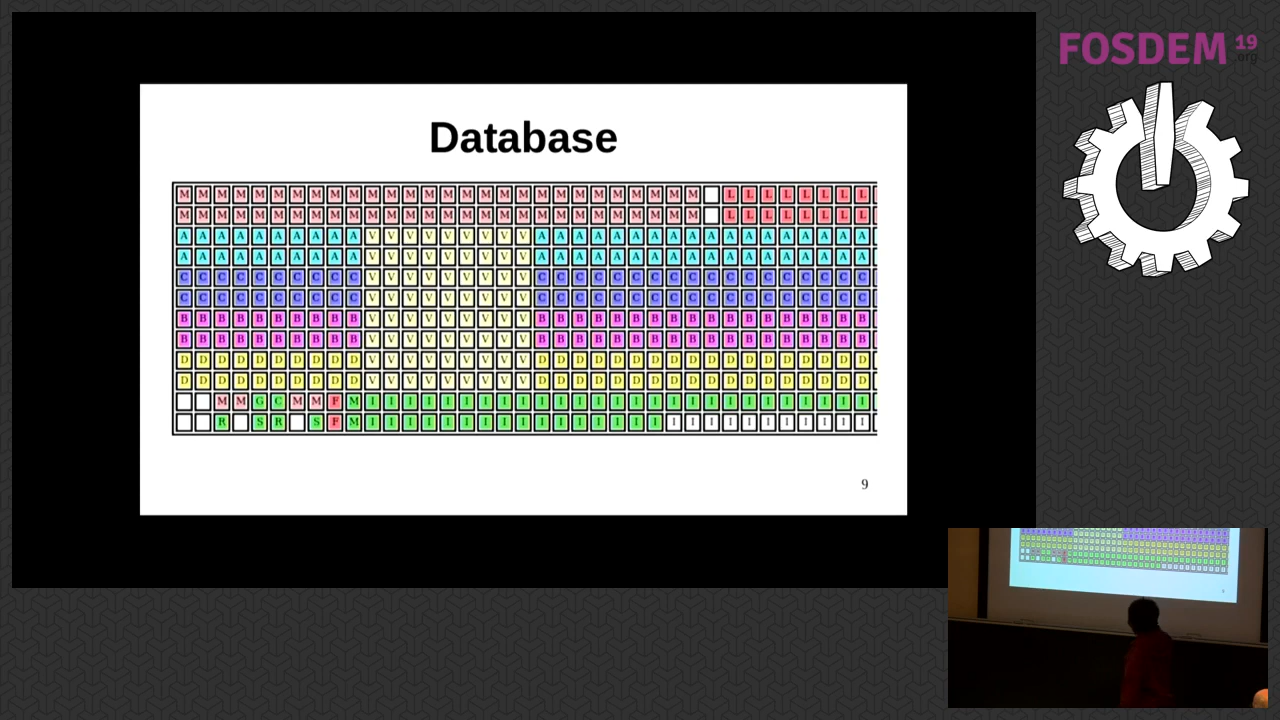 FOSDEM 19
.org
Database
M M M M M M M M M M M M M M M M M M M M M M M M M M M M L L L L L L L L
M M M M M M M M M M M M M M M M M M M M M M M M M M M M L L L L L L L L
A A A A A A A A A A V V V V V V V V V A A A A A A A A A A A A A A A A A A
A A A A A A A A A A V V V V V V V V V A A A A A A A A A A A A A A A A A A
C C C C C C C C C C V V V V V V V V V C C C C C C C C C C C C C C C C C C
C C C C C C C C C C V V V V V V V V V C C C C C C C C C C C C C C C C C C
B B B B B B B B B B V V V V V V V V V B B B B B B B B B B B B B B B B B B
B B B B B B B B B B V V V V V V V V V B B B B B B B B B B B B B B B B B B
D D D D D D D D D D V V V V V V V V V D D D D D D D D D D D D D D D D D D
D D D D D D D D D D V V V V V V V V V D D D D D D D D D D D D D D D D D D
M M G C M M F M I I I I I I I I I I I I I I I I I I I I I I I I I I I
R S R S F M I I I I I I I I I I I I I I I I I I I I I I I I I I I
9